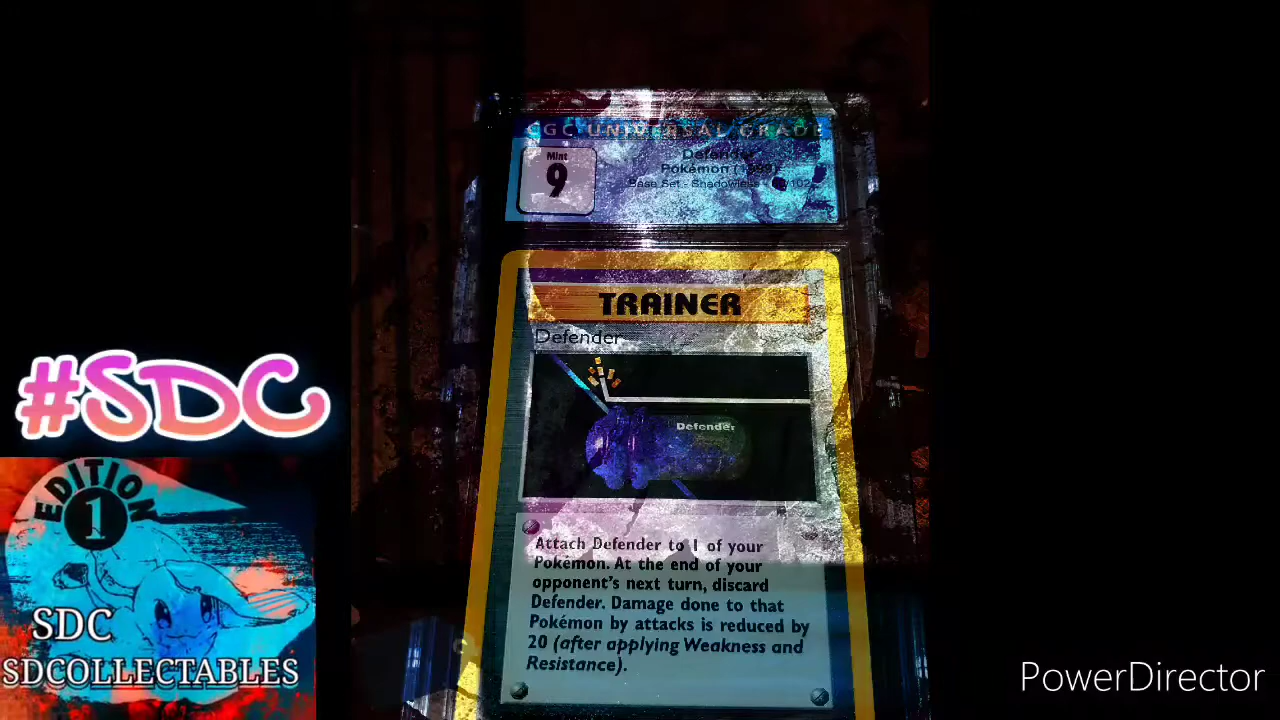 CGC UNIVERSAL GRADE
Mint
9
Defender
Pokémon (1999)
Base Set - Shadowless
TRAINER
Defender
Defender
Attach Defender to 1 of your
Pokémon. At the end of your
opponent's next turn, discard
Defender. Damage done to that
Pokémon by attacks is reduced by
20 (after applying Weakness and
Resistance).
#SDC
EDITION
1
SDC
SDCOLLECTABLES
PowerDirector